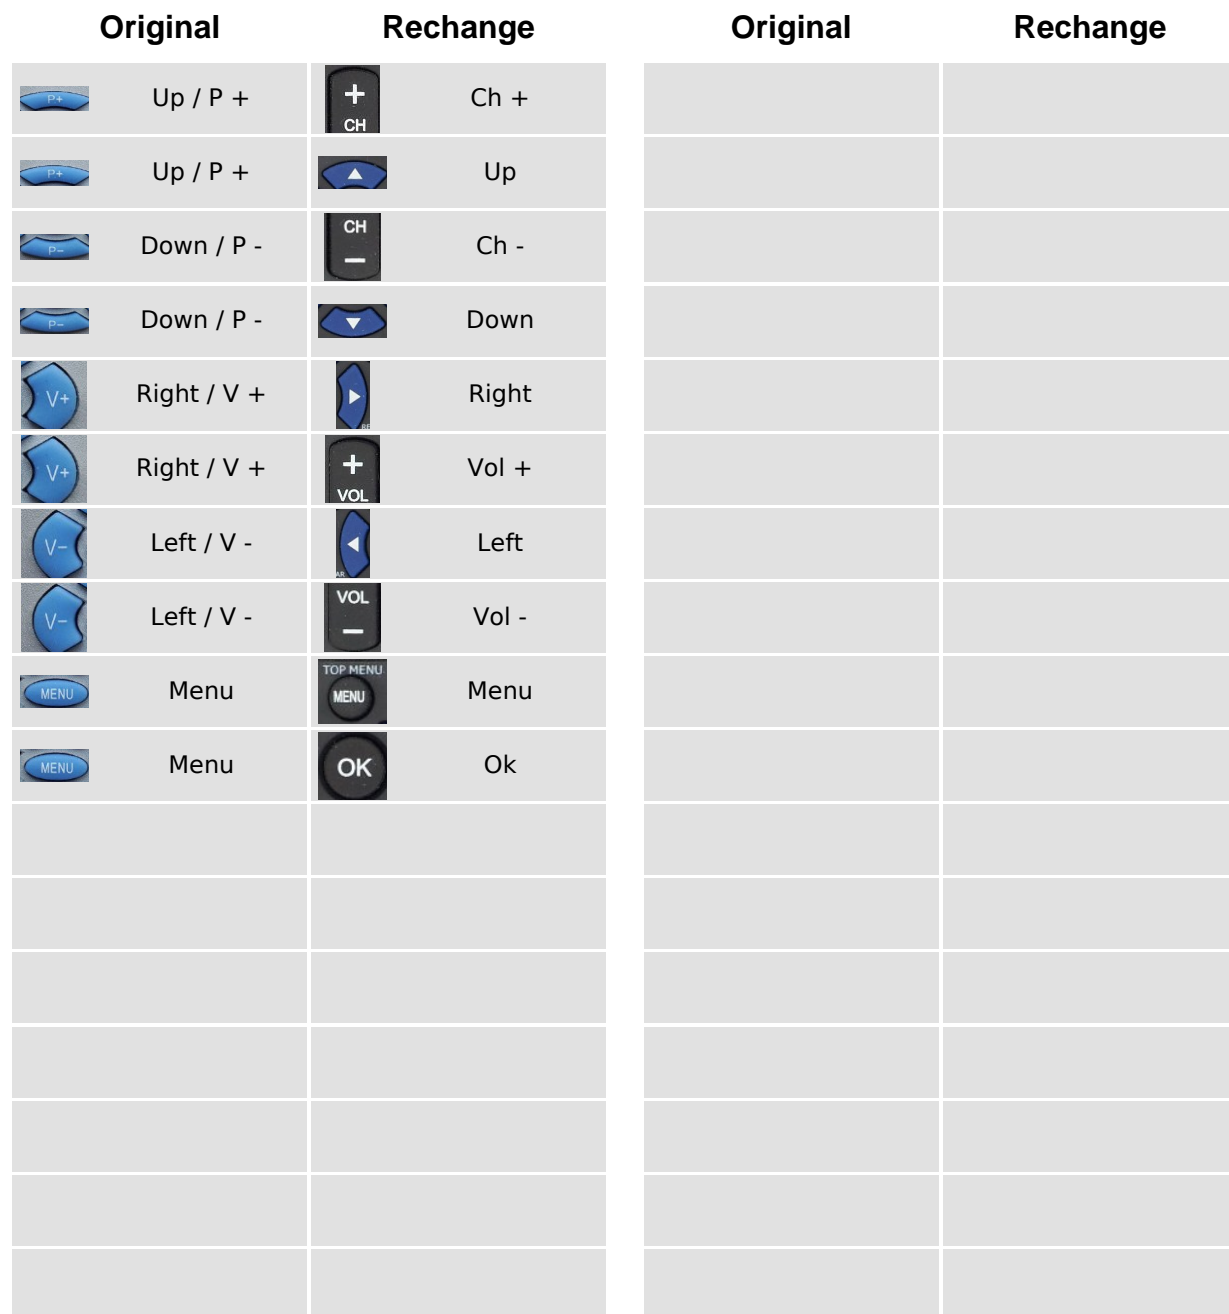 Original Rechange Original Rechange
P+ Up / P + + CH Ch +
P+ Up / P + Up
P- Down / P - CH - Ch -
P- Down / P - Down
V+ Right / V + Right
V+ Right / V + + VOL Vol +
V- Left / V - Left
V- Left / V - VOL - Vol -
MENU Menu TOP MENU MENU Menu
MENU Menu OK Ok